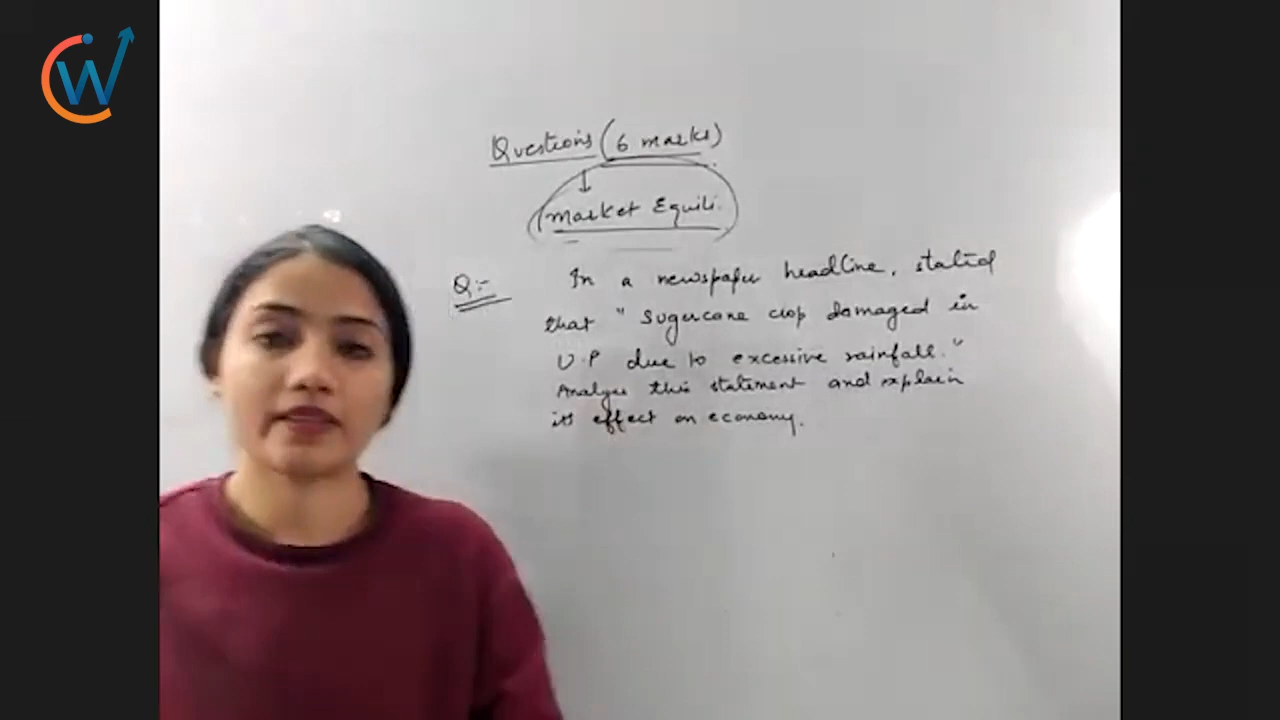 Questions (6 marks)
Market Equili.
Q:- In a newspaper headline, stated
that " Sugercane crop damaged in
U.P due to excessive rainfall."
Analyse this statement and explain
its effect on economy.
W